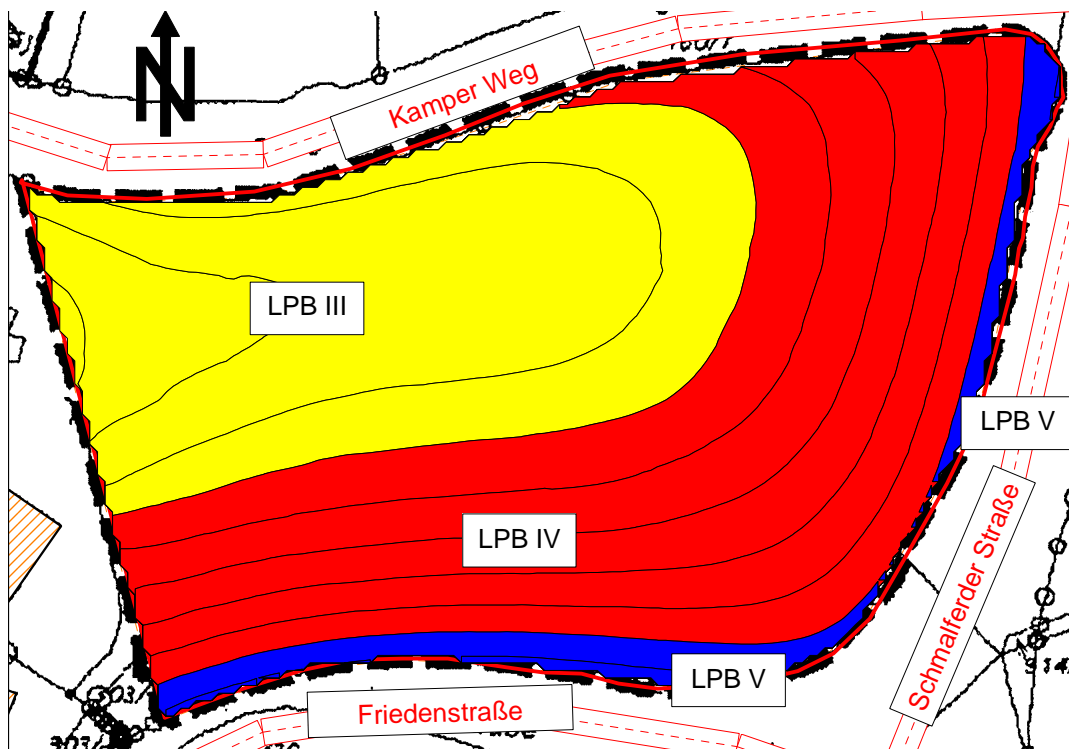 N
Kamper Weg
LPB III
LPB V
LPB IV
Schmalferder Straße
LPB V
Friedenstraße